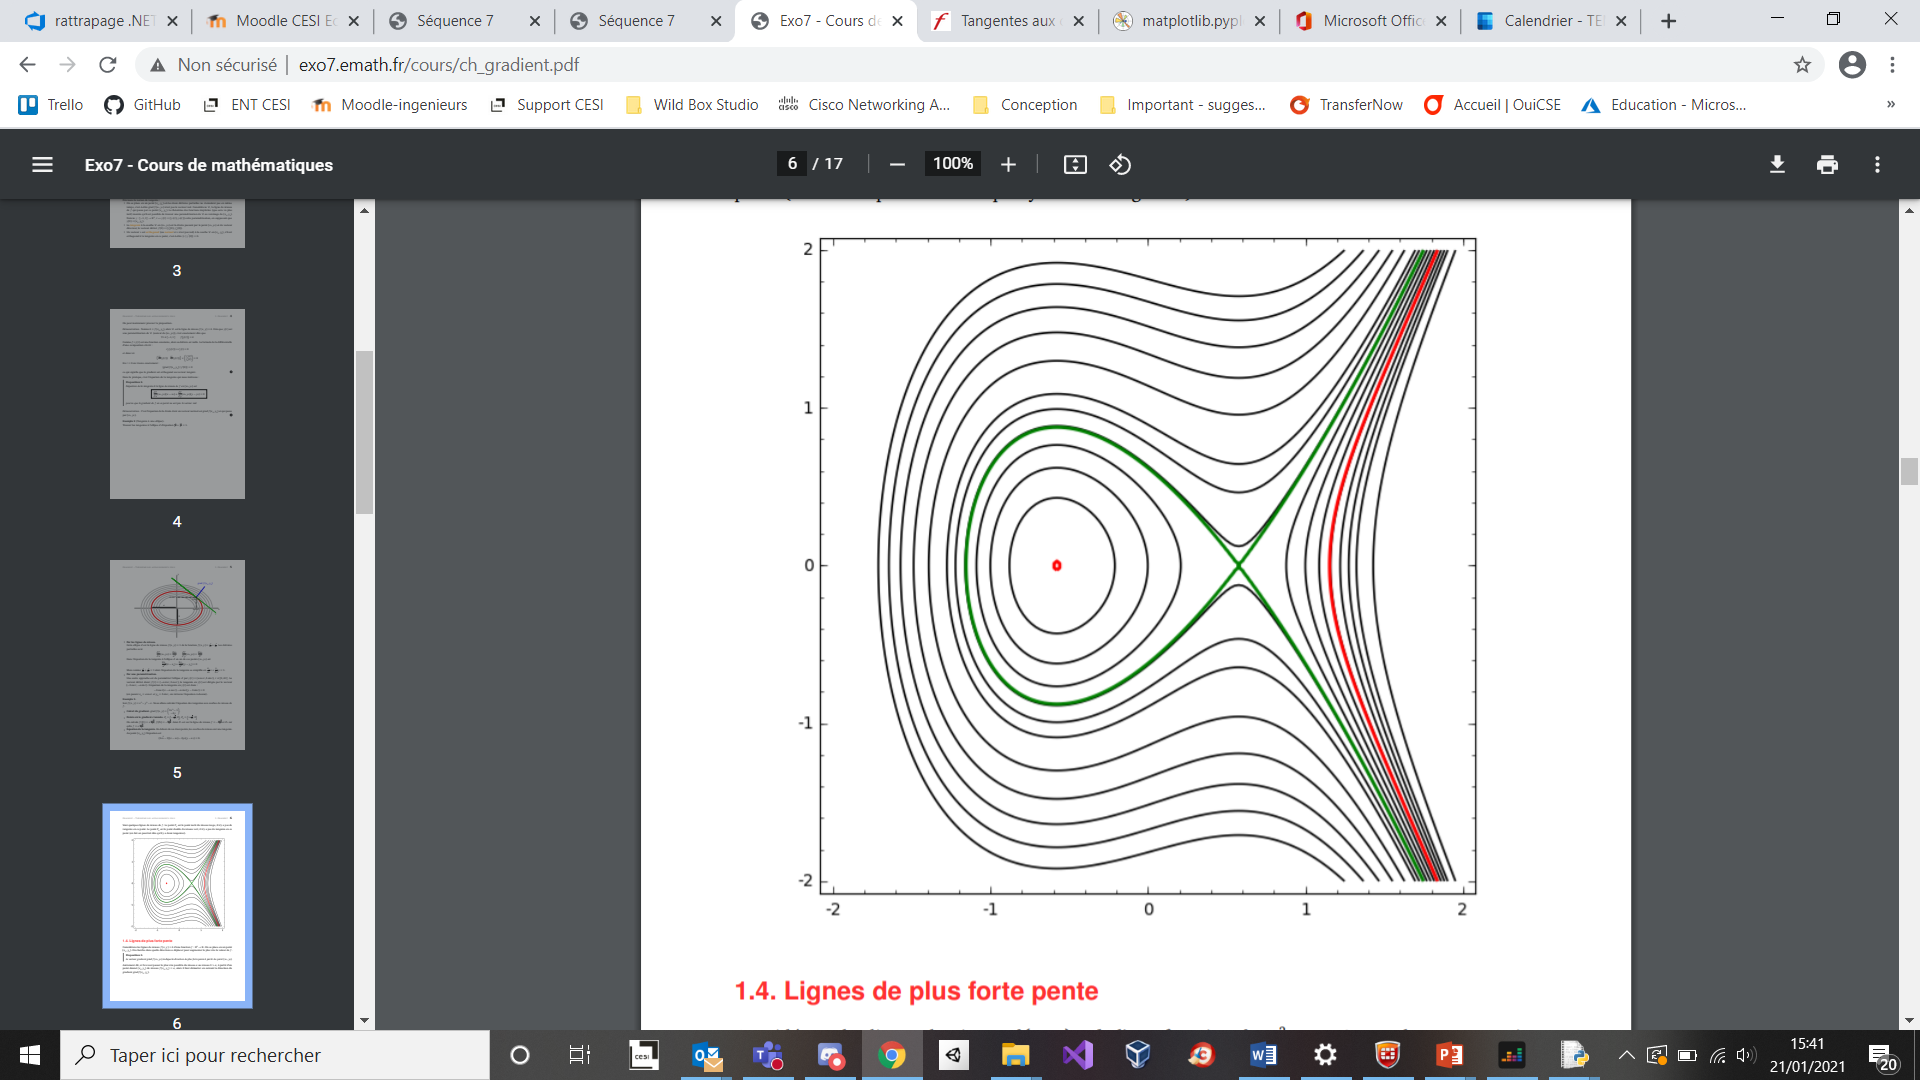 rattrapage .NET
Moodle CESI Ec
Séquence 7
Séquence 7
Exo7 - Cours de
Tangentes aux c
matplotlib.pypl
Microsoft Offic
Calendrier - TE
Non sécurisé | exo7.emath.fr/cours/ch_gradient.pdf
Trello
GitHub
ENT CESI
Moodle-ingenieurs
Support CESI
Wild Box Studio
Cisco Networking A...
Conception
Important - sugges...
TransferNow
Accueil | OuiCSE
Education - Micros...
»
Exo7 - Cours de mathématiques
6 / 17
100%
3
4
5
6
2
1
0
-1
-2
-2 -1 0 1 2
1.4. Lignes de plus forte pente
Taper ici pour rechercher
15:41
21/01/2021
20